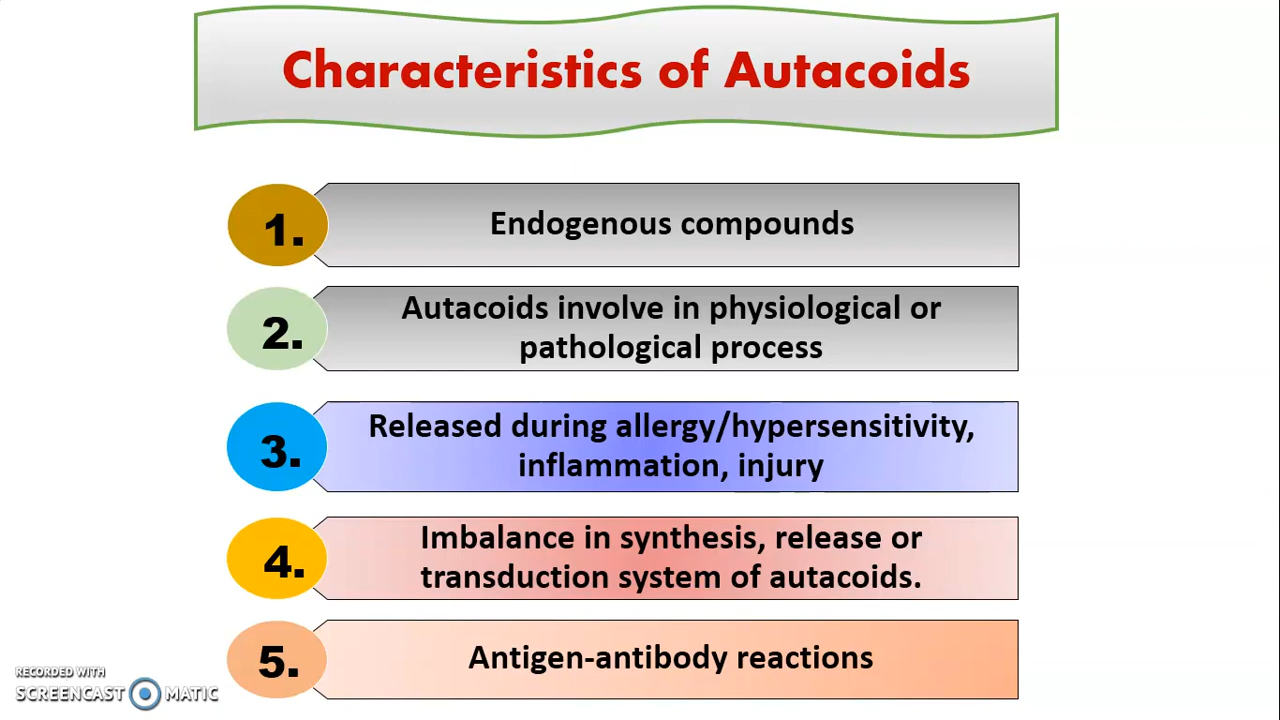 Characteristics of Autacoids
1.
Endogenous compounds
2.
Autacoids involve in physiological or
pathological process
3.
Released during allergy/hypersensitivity,
inflammation, injury
4.
Imbalance in synthesis, release or
transduction system of autacoids.
5.
Antigen-antibody reactions
RECORDED WITH
SCREENCAST MATIC